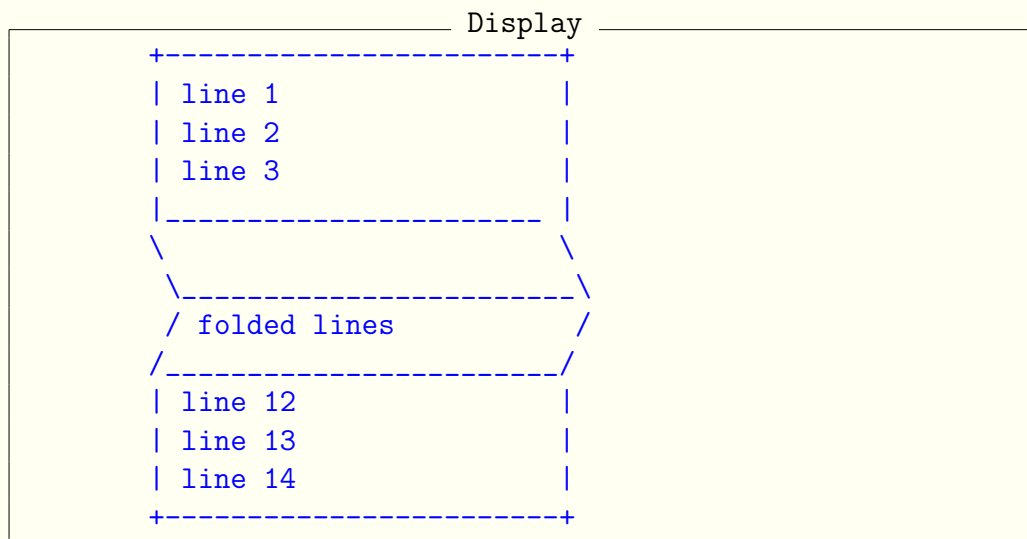 Display
+------------------------+
| line 1                 |
| line 2                 |
| line 3                 |
|_______________________ |
\                        \
 \________________________\
 / folded lines           /
/________________________/
| line 12                |
| line 13                |
| line 14                |
+------------------------+